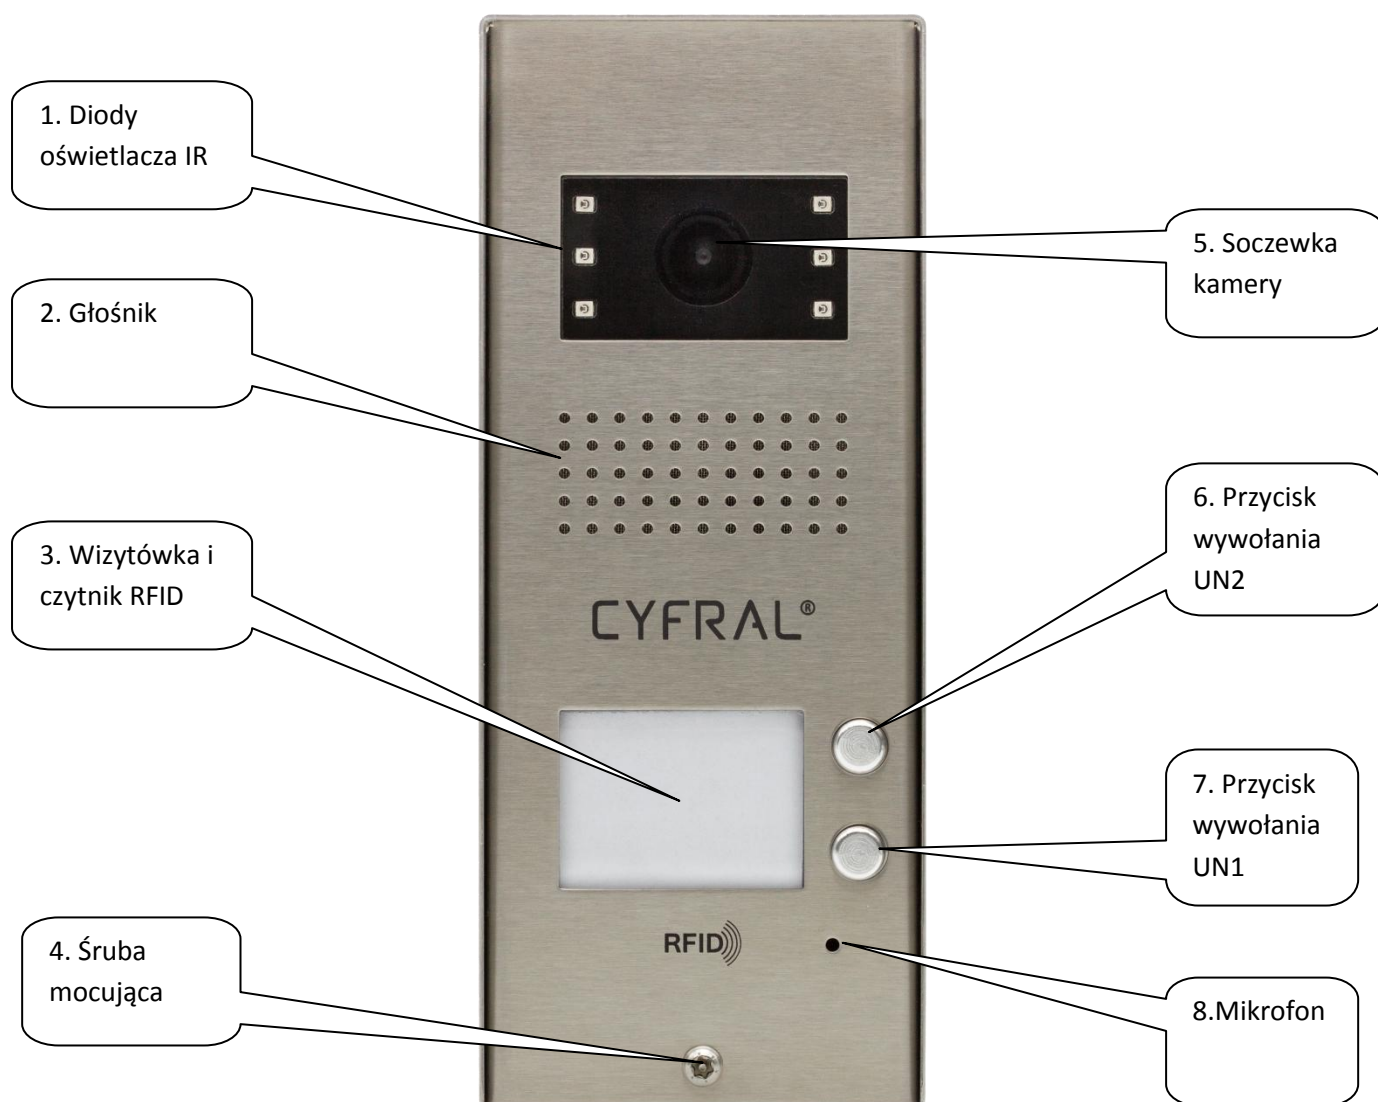 1. Diody
oświetlacza IR
2. Głośnik
3. Wizytówka i
czytnik RFID
4. Śruba
mocująca
CYFRAL®
RFID
5. Soczewka
kamery
6. Przycisk
wywołania
UN2
7. Przycisk
wywołania
UN1
8.Mikrofon